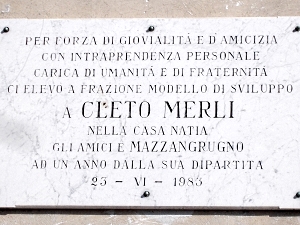 PER FORZA DI GIOVIALITÀ E D'AMICIZIA
CON INTRAPRENDENZA PERSONALE
CARICA DI UMANITÀ E DI FRATERNITÀ
CI ELEVO A FRAZIONE MODELLO DI SVILUPPO
A CLETO MERLI
NELLA CASA NATIA
GLI AMICI E MAZZANGRUGNO
AD UN ANNO DALLA SUA DIPARTITA
23 - VI - 1983